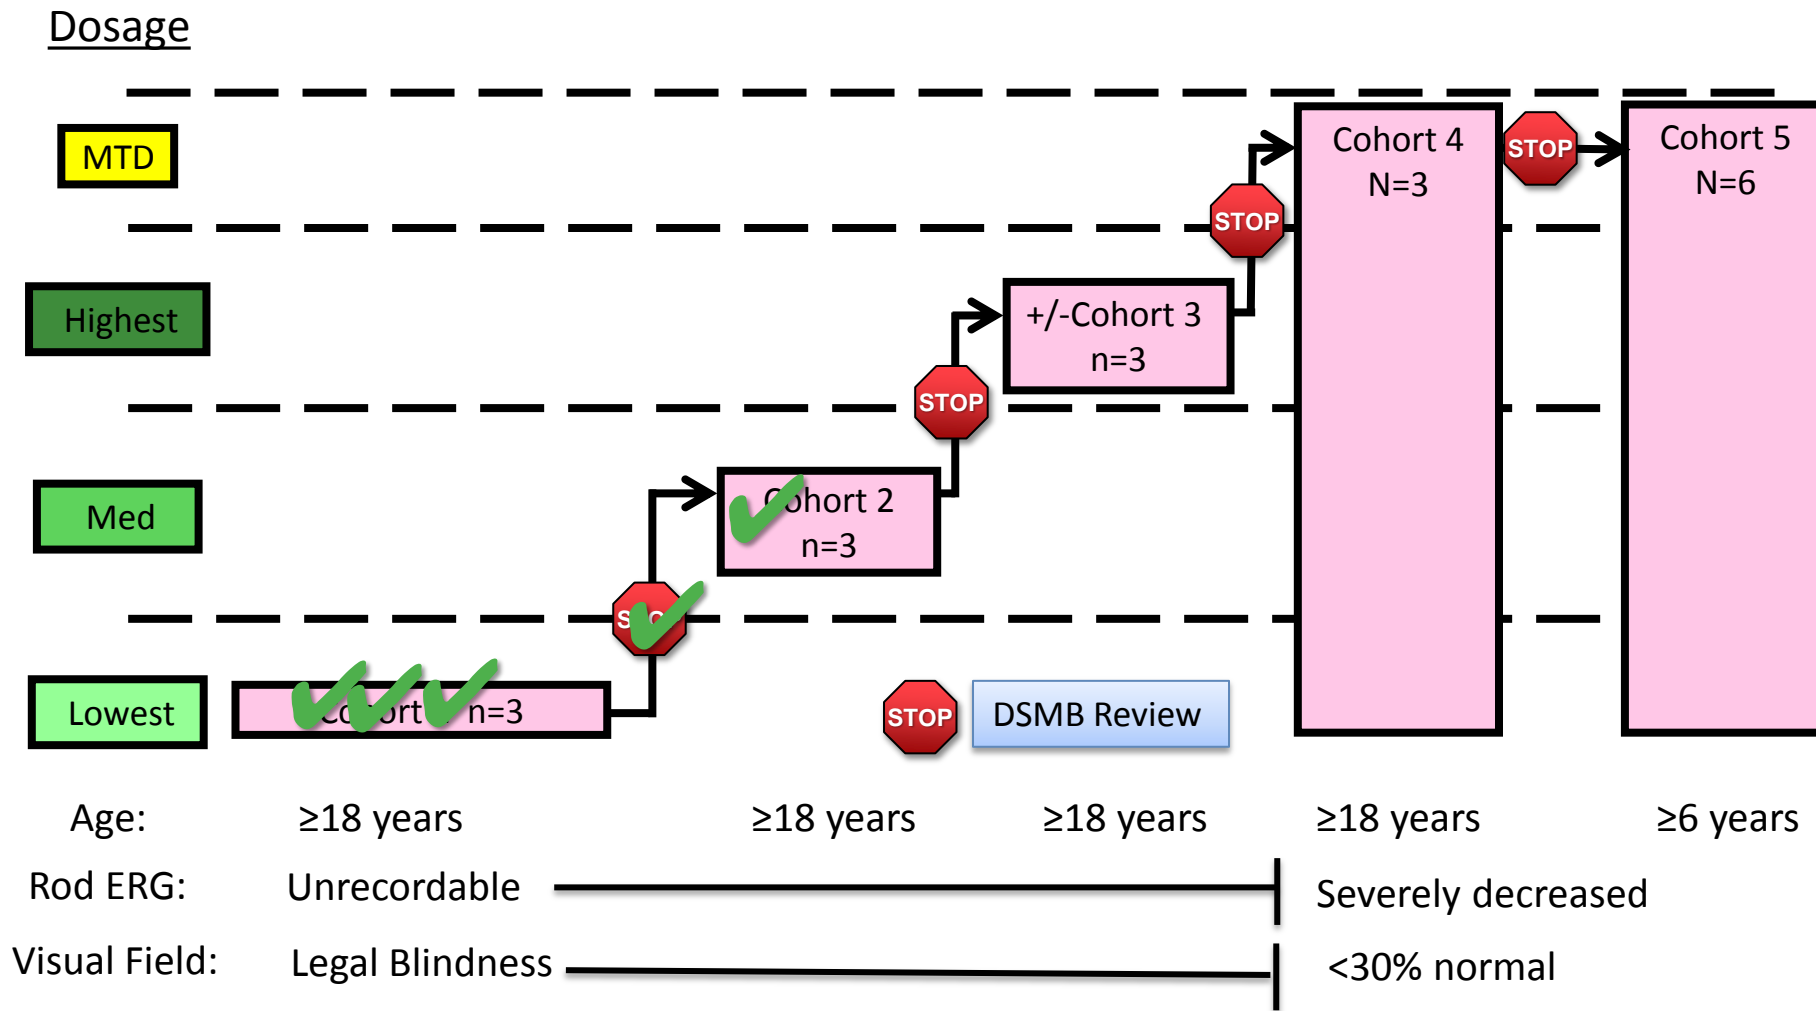 Dosage
MTD
Cohort 4
N=3
STOP
Cohort 5
N=6
STOP
Highest
+/-Cohort 3
n=3
STOP
Med
Cohort 2
n=3
Lowest
n=3
STOP
DSMB Review
Age:
≥18 years
≥18 years
≥18 years
≥18 years
≥6 years
Rod ERG:
Unrecordable
Severely decreased
Visual Field:
Legal Blindness
<30% normal